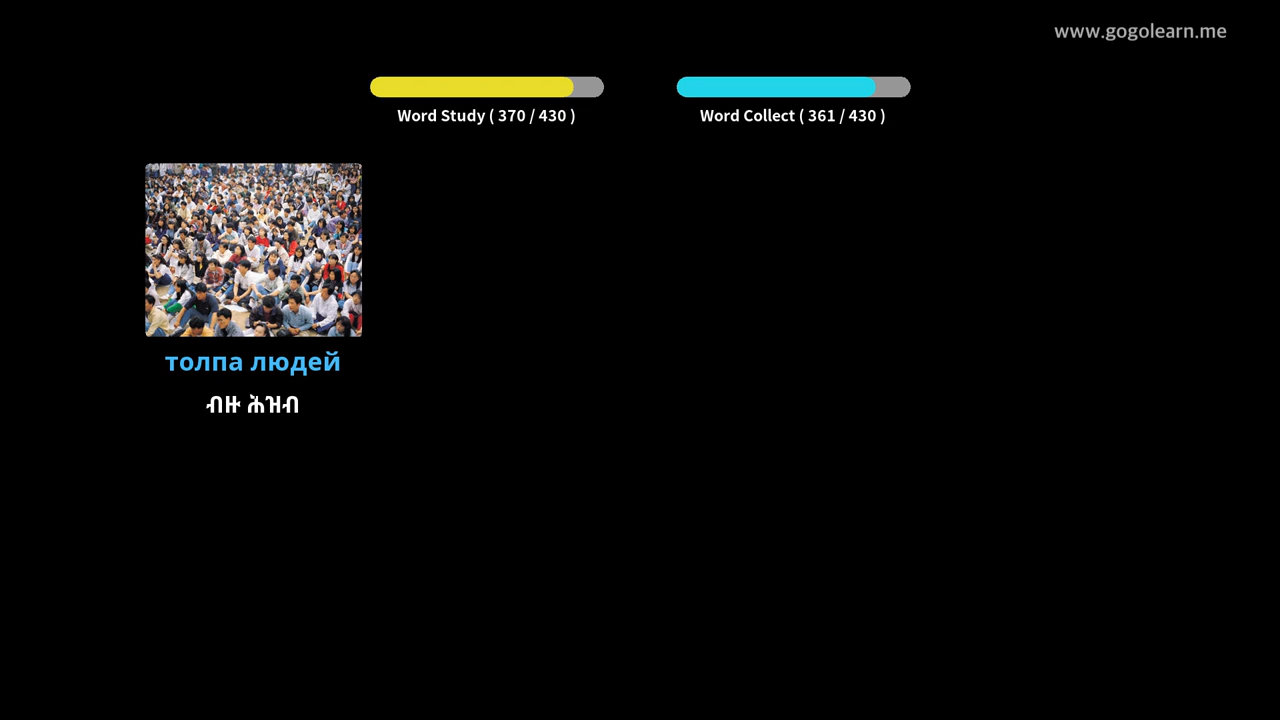 www.gogolearn.me
Word Study ( 370 / 430 )
Word Collect ( 361 / 430 )
толпа людей
ብዙ ሕዝብ